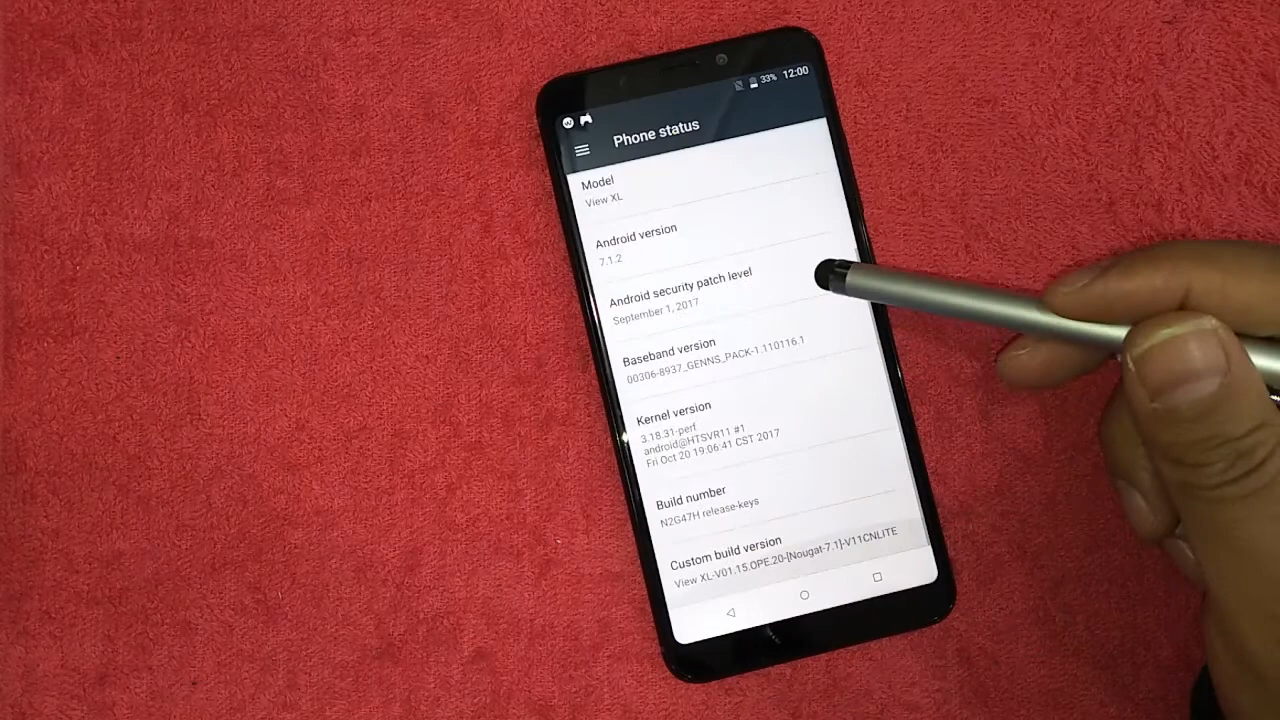 33% 12:00
Phone status
Model
View XL
Android version
7.1.2
Android security patch level
September 1, 2017
Baseband version
00306-8937_GENNS_PACK-1.110116.1
Kernel version
3.18.31-perf
android@HTSVR11 #1
Fri Oct 20 19:06:41 CST 2017
Build number
N2G47H release-keys
Custom build version
View XL-V01.15.OPE.20-[Nougat-7.1]-V11CNLITE